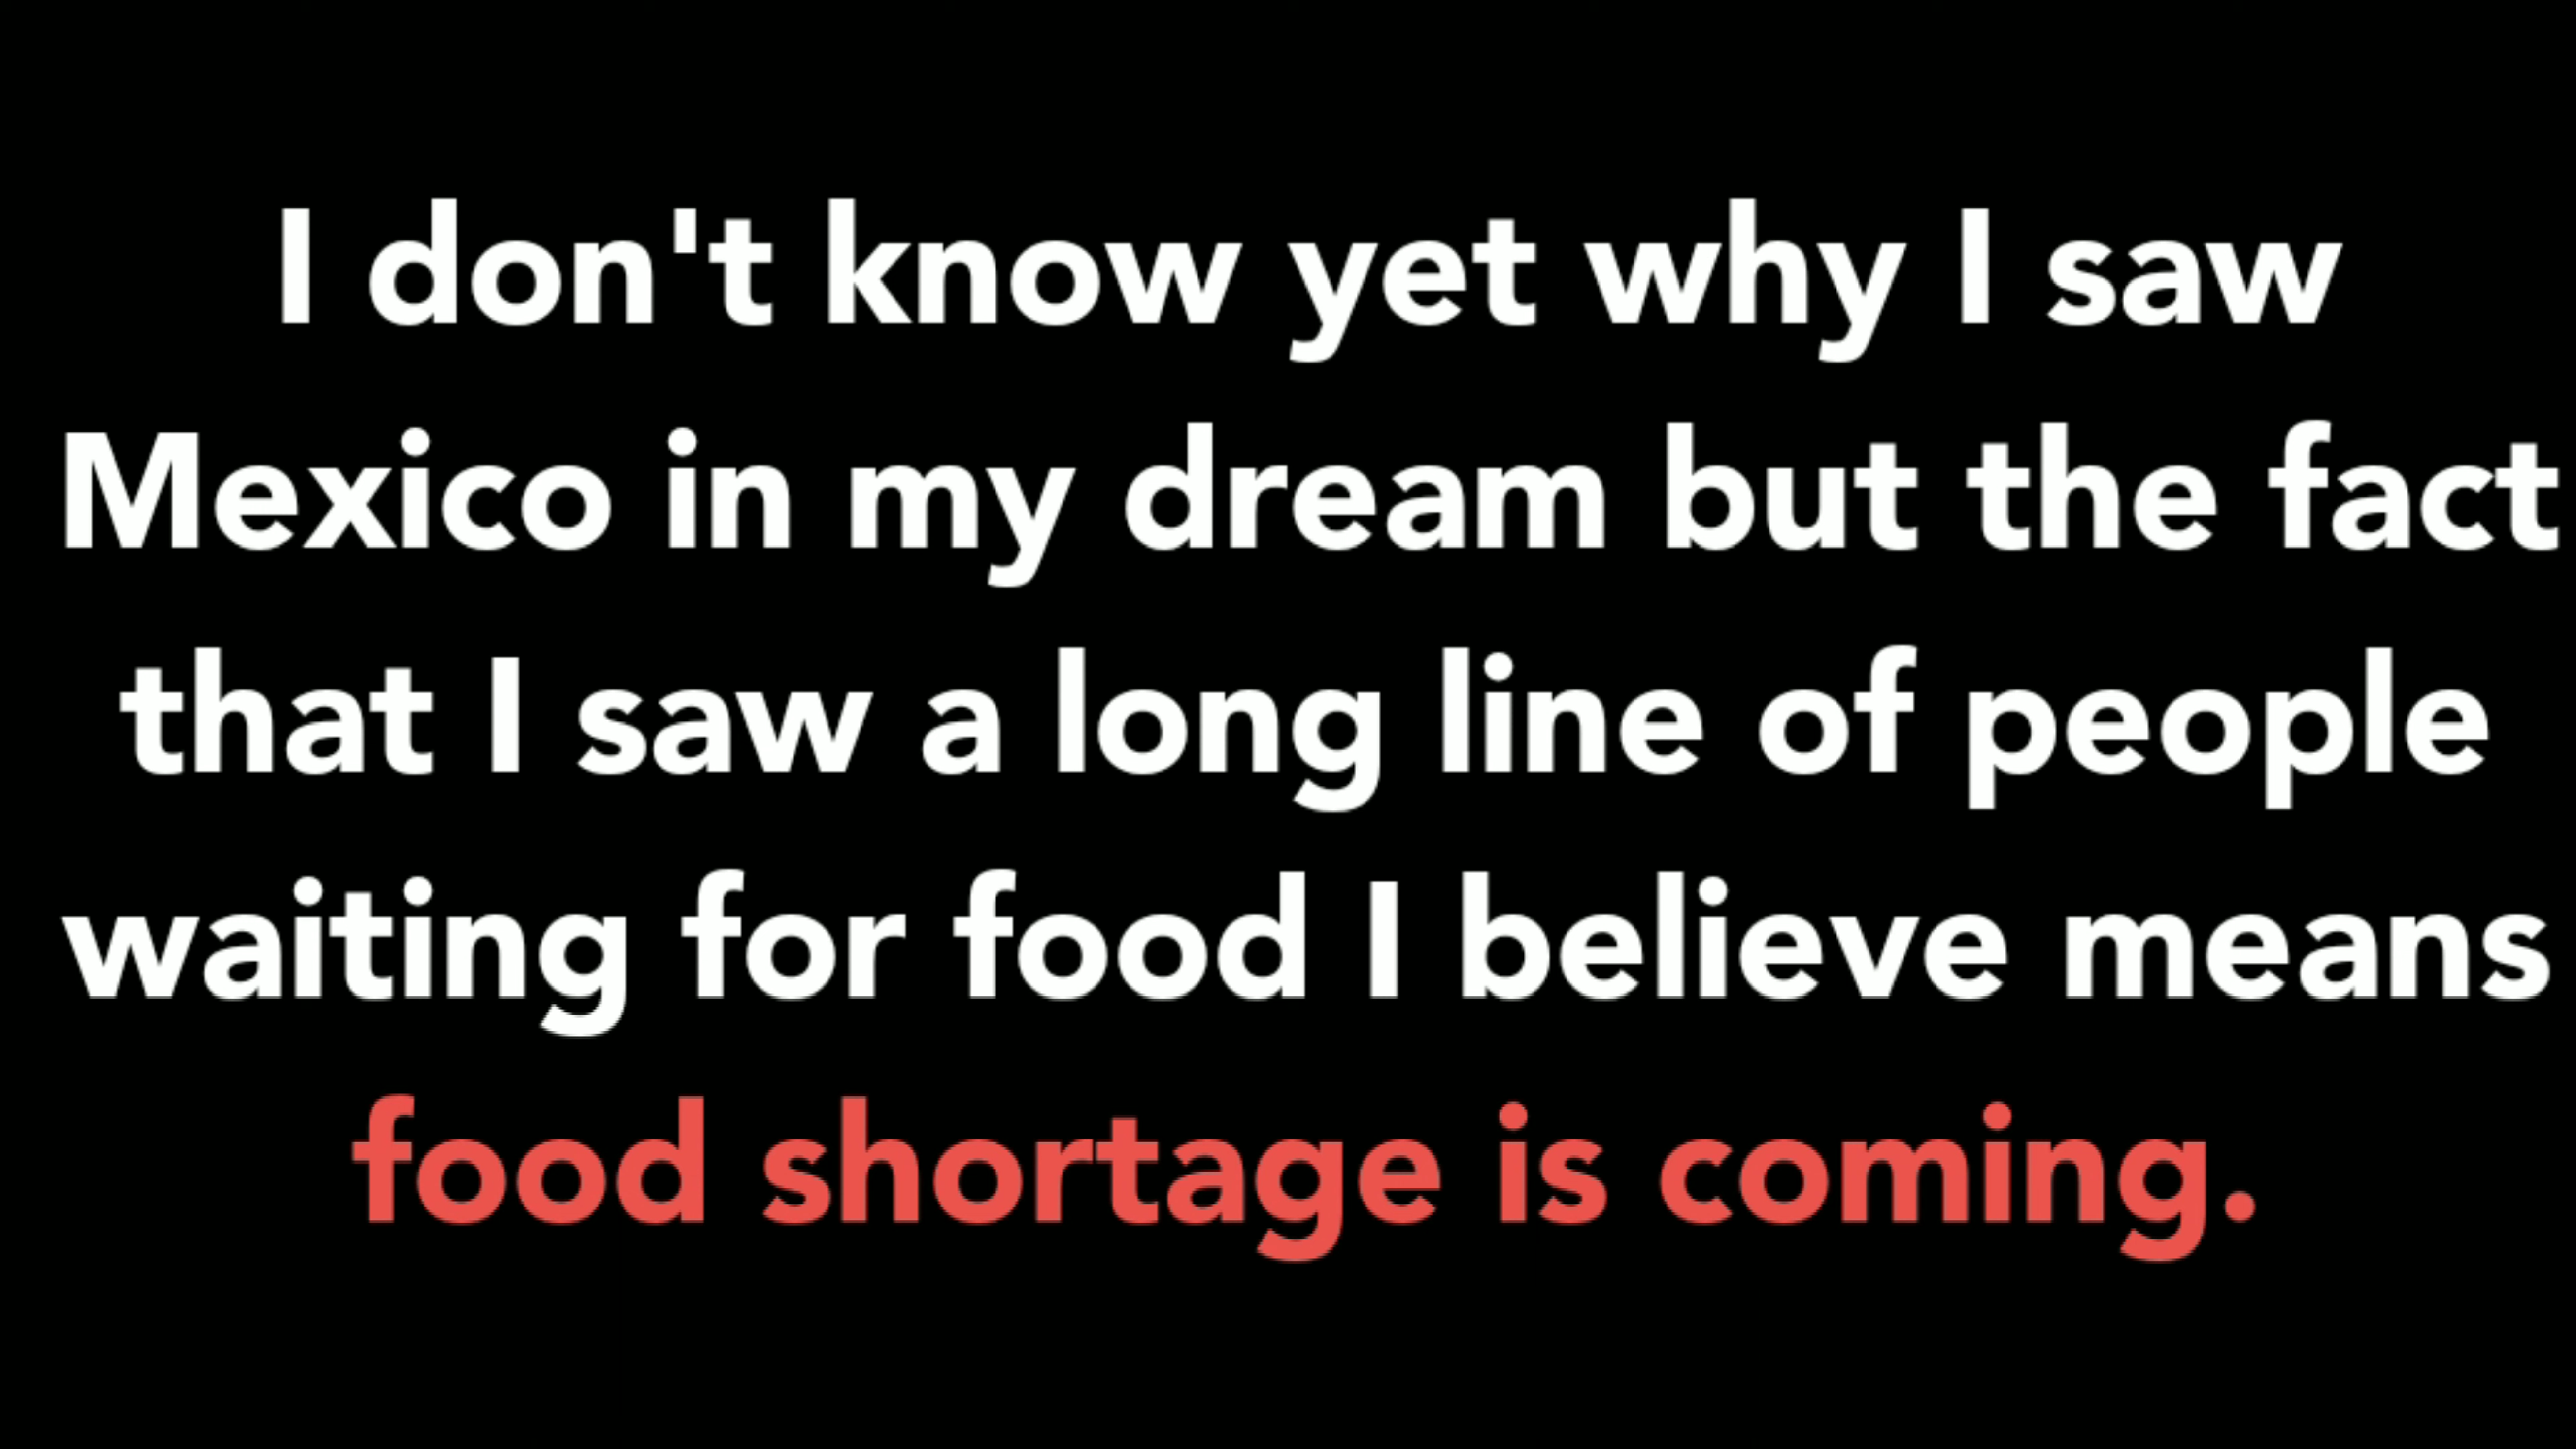 I don't know yet why I saw
Mexico in my dream but the fact
that I saw a long line of people
waiting for food I believe means
food shortage is coming.